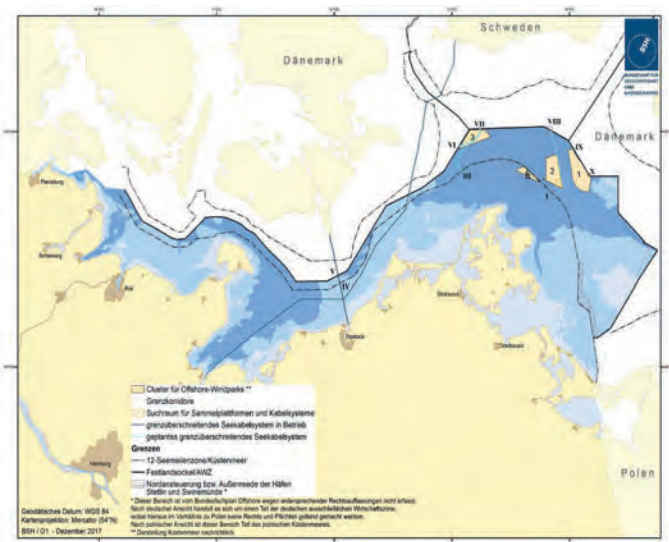 Schweden
BSH
BUNDESAMT FÜR
SEESCHIFFFAHRT
UND
HYDROGRAPHIE
Dänemark
VII
VIII
Dänemark
3
VI
IX
2
1
X
III
II
I
Flensburg
Schleswig
Kiel
V
IV
Stralsund
Rostock
Greifswald
Cluster für Offshore-Windparks **
Grenzkorridore
Suchraum für Sammelplattformen und Kabelsysteme
grenzüberschreitendes Seekabelsystem in Betrieb
geplantes grenzüberschreitendes Seekabelsystem
Grenzen
12-Seemeilenzone/Küstenmeer
Festlandsockel/AWZ
Nordansteuerung bzw. Außenreede der Häfen
Stettin und Swinemünde *
Hamburg
Polen
* Dieser Bereich ist vom Bundesfachplan Offshore wegen widersprechender Rechtsauffassungen nicht erfasst.
Nach deutscher Ansicht handelt es sich um einen Teil der deutschen ausschließlichen Wirtschaftszone,
wobei hieraus im Verhältnis zu Polen keine Rechte und Pflichten geltend gemacht werden.
Nach polnischer Ansicht ist dieser Bereich Teil des polnischen Küstenmeeres.
** Darstellung Küstenmeer nachrichtlich
Geodätisches Datum: WGS 84
Kartenprojektion: Mercator (54°N)
BSH / O1 - Dezember 2017